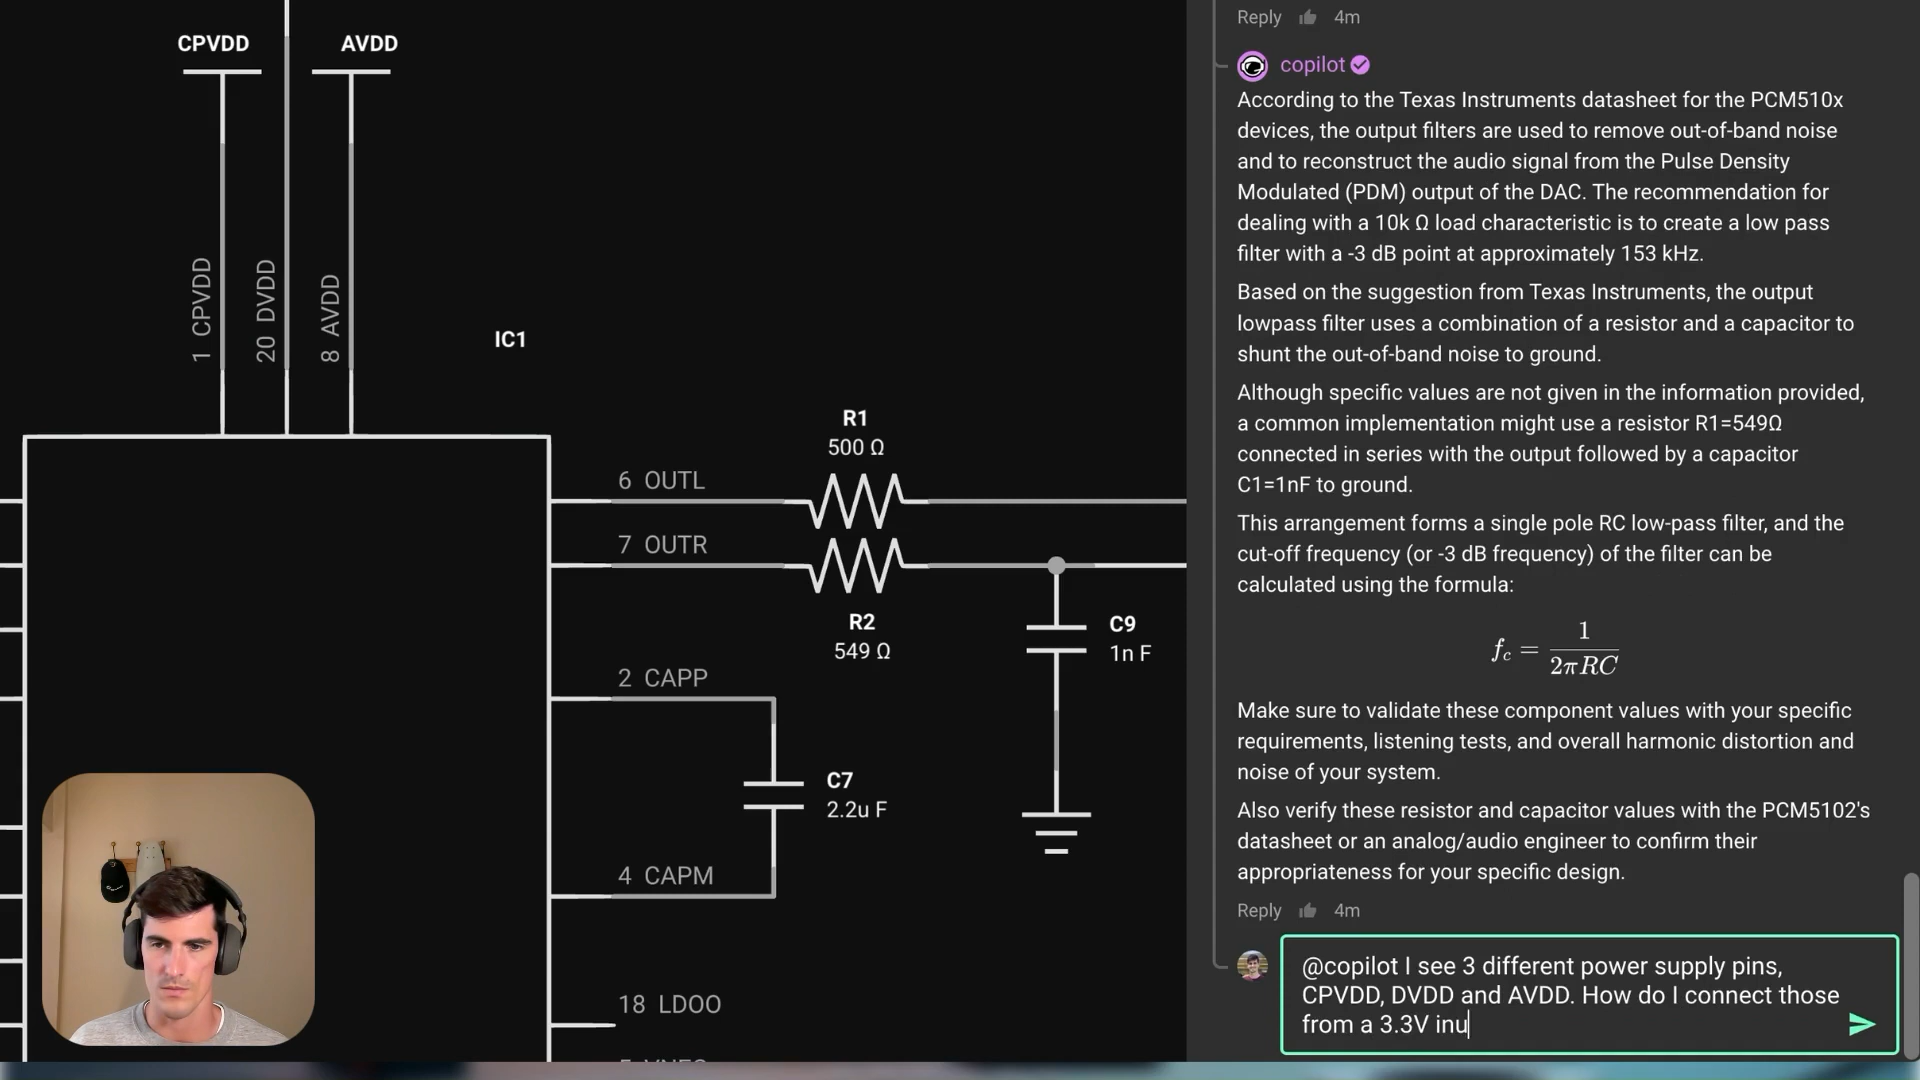 CPVDD
AVDD
1 CPVDD
20 DVDD
8 AVDD
IC1
R1
500 Ω
6 OUTL
7 OUTR
R2
549 Ω
C9
1n F
2 CAPP
C7
2.2u F
4 CAPM
18 LDOO
Reply 4m
copilot
According to the Texas Instruments datasheet for the PCM510x
devices, the output filters are used to remove out-of-band noise
and to reconstruct the audio signal from the Pulse Density
Modulated (PDM) output of the DAC. The recommendation for
dealing with a 10k Ω load characteristic is to create a low pass
filter with a -3 dB point at approximately 153 kHz.
Based on the suggestion from Texas Instruments, the output
lowpass filter uses a combination of a resistor and a capacitor to
shunt the out-of-band noise to ground.
Although specific values are not given in the information provided,
a common implementation might use a resistor R1=549Ω
connected in series with the output followed by a capacitor
C1=1nF to ground.
This arrangement forms a single pole RC low-pass filter, and the
cut-off frequency (or -3 dB frequency) of the filter can be
calculated using the formula:
f_c = 1 / 2πRC
Make sure to validate these component values with your specific
requirements, listening tests, and overall harmonic distortion and
noise of your system.
Also verify these resistor and capacitor values with the PCM5102's
datasheet or an analog/audio engineer to confirm their
appropriateness for your specific design.
Reply 4m
@copilot I see 3 different power supply pins,
CPVDD, DVDD and AVDD. How do I connect those
from a 3.3V inu